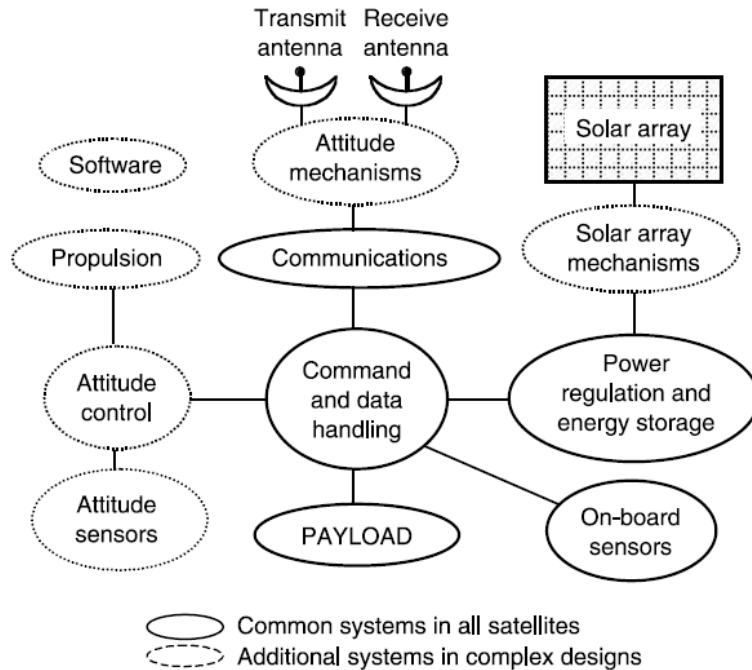 Transmit
antenna
Receive
antenna
Software
Attitude
mechanisms
Solar array
Propulsion
Communications
Solar array
mechanisms
Attitude
control
Command
and data
handling
Power
regulation and
energy storage
Attitude
sensors
PAYLOAD
On-board
sensors
Common systems in all satellites
Additional systems in complex designs